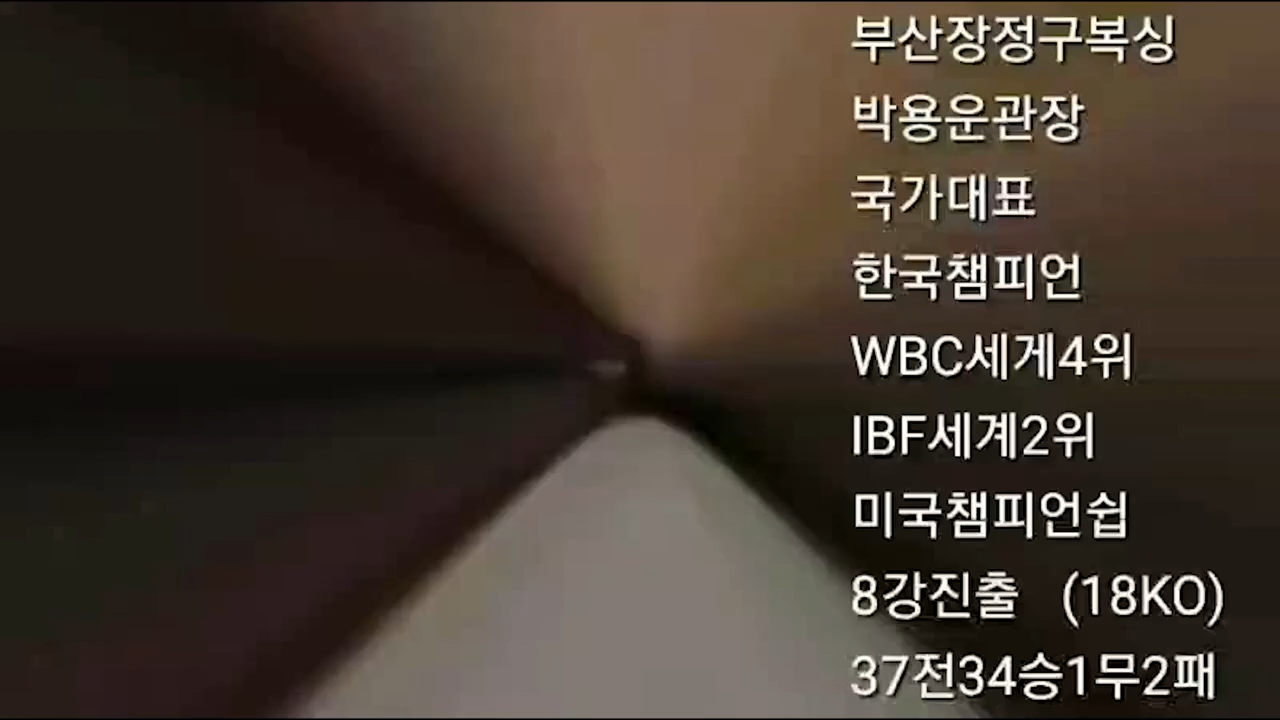 부산장정구복싱
박용운관장
국가대표
한국챔피언
WBC세게4위
IBF세계2위
미국챔피언쉽
8강진출 (18KO)
37전34승1무2패